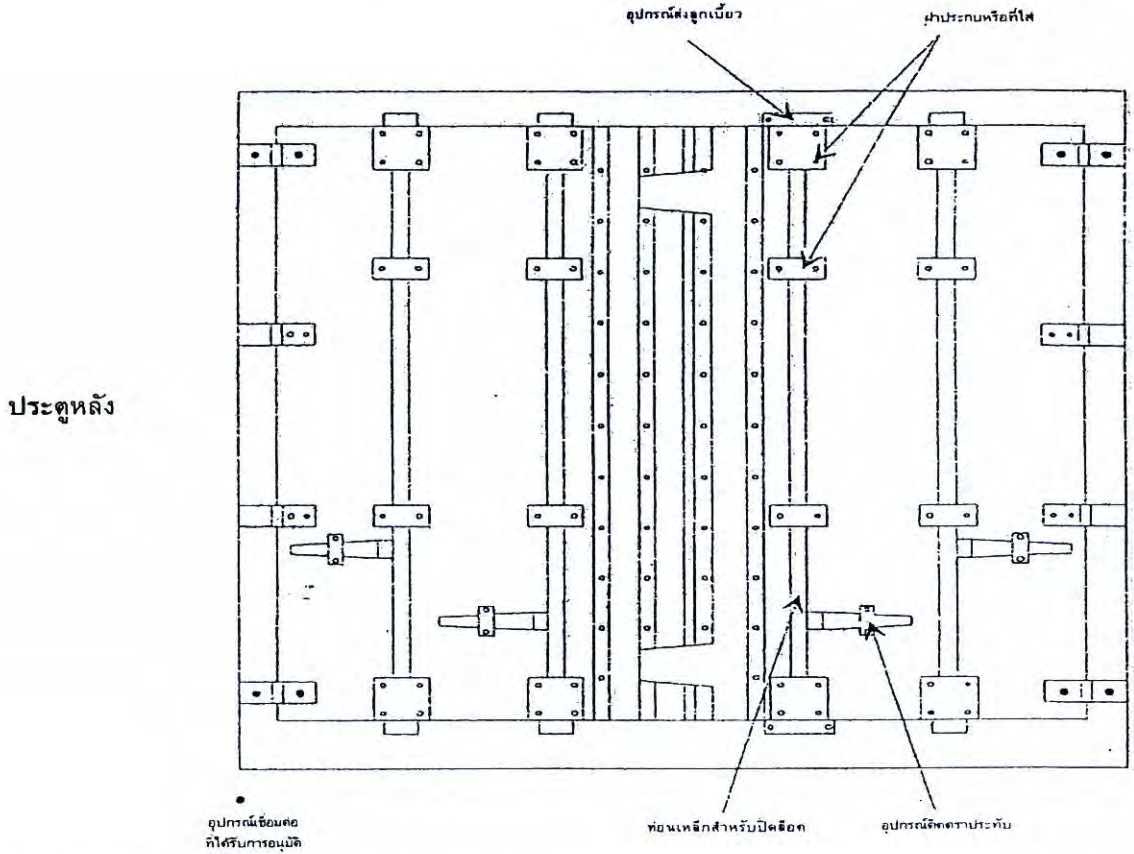 อุปกรณ์ส่งลูกเบี้ยว
ฝาประกบหรือที่ใส่
ประตูหลัง
อุปกรณ์เชื่อมต่อ
ที่ได้รับการอนุมัติ
ท่อนเหล็กสำหรับปิดล็อค
อุปกรณ์ติดตราประทับ